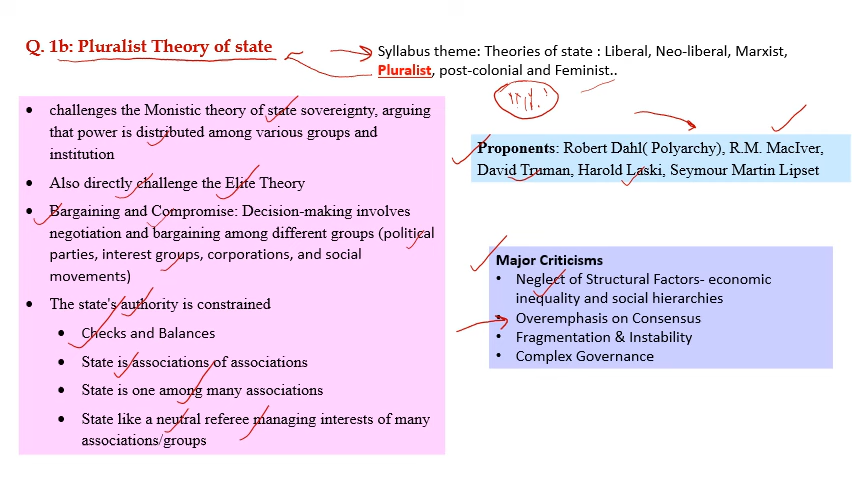 Q. 1b: Pluralist Theory of state
Syllabus theme: Theories of state : Liberal, Neo-liberal, Marxist,
Pluralist, post-colonial and Feminist..
• challenges the Monistic theory of state sovereignty, arguing
that power is distributed among various groups and
institution
• Also directly challenge the Elite Theory
• Bargaining and Compromise: Decision-making involves
negotiation and bargaining among different groups (political
parties, interest groups, corporations, and social
movements)
• The state's authority is constrained
• Checks and Balances
• State is associations of associations
• State is one among many associations
• State like a neutral referee managing interests of many
associations/groups
Proponents: Robert Dahl( Polyarchy), R.M. MacIver,
David Truman, Harold Laski, Seymour Martin Lipset
Major Criticisms
• Neglect of Structural Factors- economic
inequality and social hierarchies
• Overemphasis on Consensus
• Fragmentation & Instability
• Complex Governance